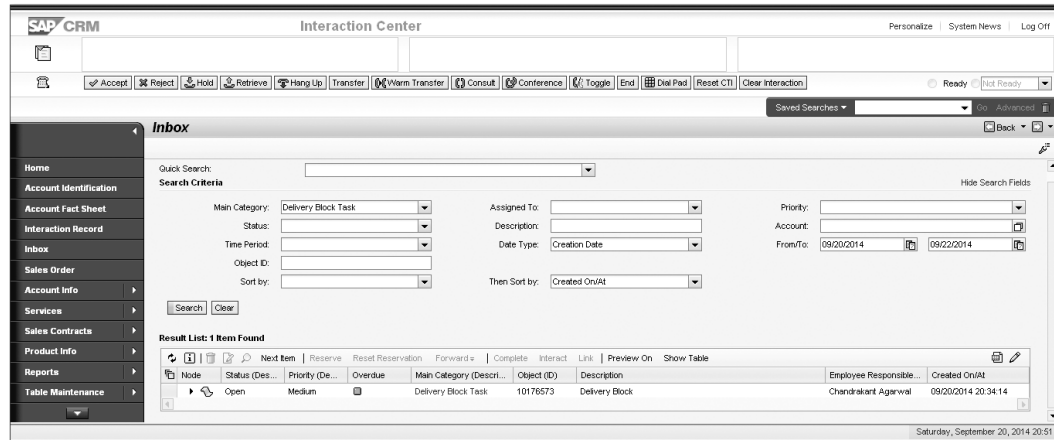 SAP CRM Interaction Center Personalize System News Log Off
Accept Reject Hold Retrieve Hang Up Transfer Warm Transfer Consult Conference Toggle End Dial Pad Reset CTI Clear Interaction Ready Not Ready
Saved Searches Go Advanced
Inbox Back
Home
Account Identification
Account Fact Sheet
Interaction Record
Inbox
Sales Order
Account Info
Services
Sales Contracts
Product Info
Reports
Table Maintenance
Quick Search:
Search Criteria Hide Search Fields
Main Category: Delivery Block Task Assigned To: Priority:
Status: Description: Account:
Time Period: Date Type: Creation Date From/To: 09/20/2014 09/22/2014
Object ID:
Sort by: Then Sort by: Created On/At
Search Clear
Result List: 1 Item Found
Next Item Reserve Reset Reservation Forward Complete Interact Link Preview On Show Table
Node Status (Des... Priority (De... Overdue Main Category (Descri... Object (ID) Description Employee Responsible... Created On/At
Open Medium Delivery Block Task 10176573 Delivery Block Chandrakant Agarwal 09/20/2014 20:34:14
Saturday, September 20, 2014 20:51